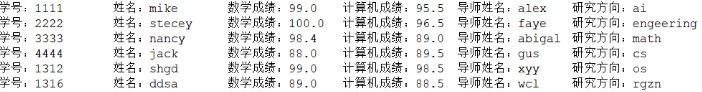 学号: 1111 姓名: mike 数学成绩: 99.0 计算机成绩: 95.5 导师姓名: alex 研究方向: ai
学号: 2222 姓名: stecey 数学成绩: 100.0 计算机成绩: 96.5 导师姓名: faye 研究方向: engeering
学号: 3333 姓名: nancy 数学成绩: 98.4 计算机成绩: 89.0 导师姓名: abigal 研究方向: math
学号: 4444 姓名: jack 数学成绩: 88.0 计算机成绩: 89.5 导师姓名: gus 研究方向: cs
学号: 1312 姓名: shgd 数学成绩: 99.0 计算机成绩: 98.5 导师姓名: xyy 研究方向: os
学号: 1316 姓名: ddsa 数学成绩: 89.0 计算机成绩: 88.5 导师姓名: wcl 研究方向: rgzn